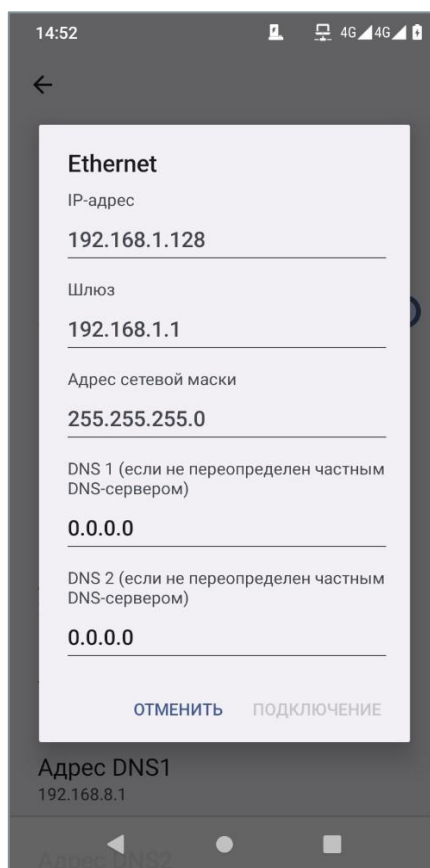 14:52
4G 4G
Ethernet
IP-адрес
192.168.1.128
Шлюз
192.168.1.1
Адрес сетевой маски
255.255.255.0
DNS 1 (если не переопределен частным
DNS-сервером)
0.0.0.0
DNS 2 (если не переопределен частным
DNS-сервером)
0.0.0.0
ОТМЕНИТЬ ПОДКЛЮЧЕНИЕ
Адрес DNS1
192.168.8.1
Адрес DNS2